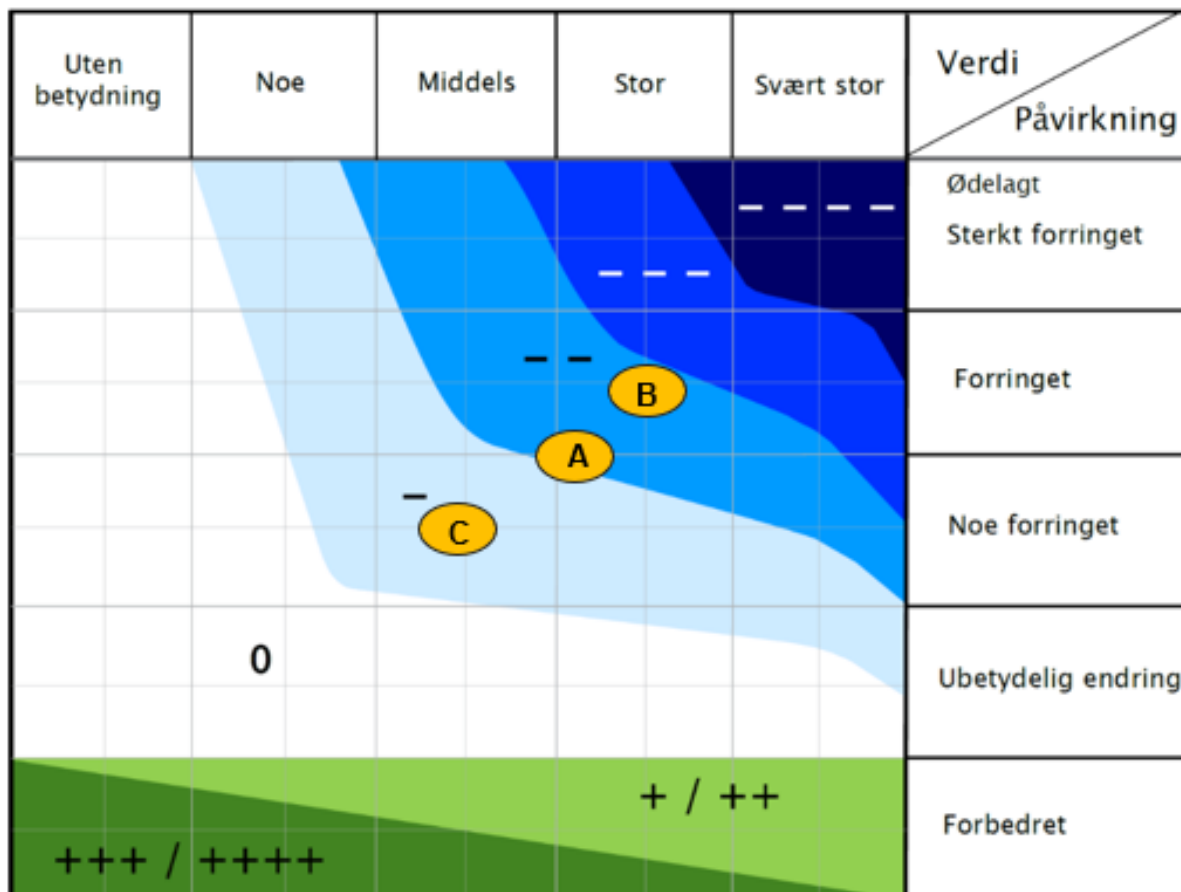 Uten
betydning
Noe
Middels
Stor
Svært stor
Verdi
Påvirkning
Ødelagt
Sterkt forringet
– – – –
– – –
Forringet
– –
B
A
Noe forringet
–
C
0
Ubetydelig endring
+ / ++
Forbedret
+++ / ++++